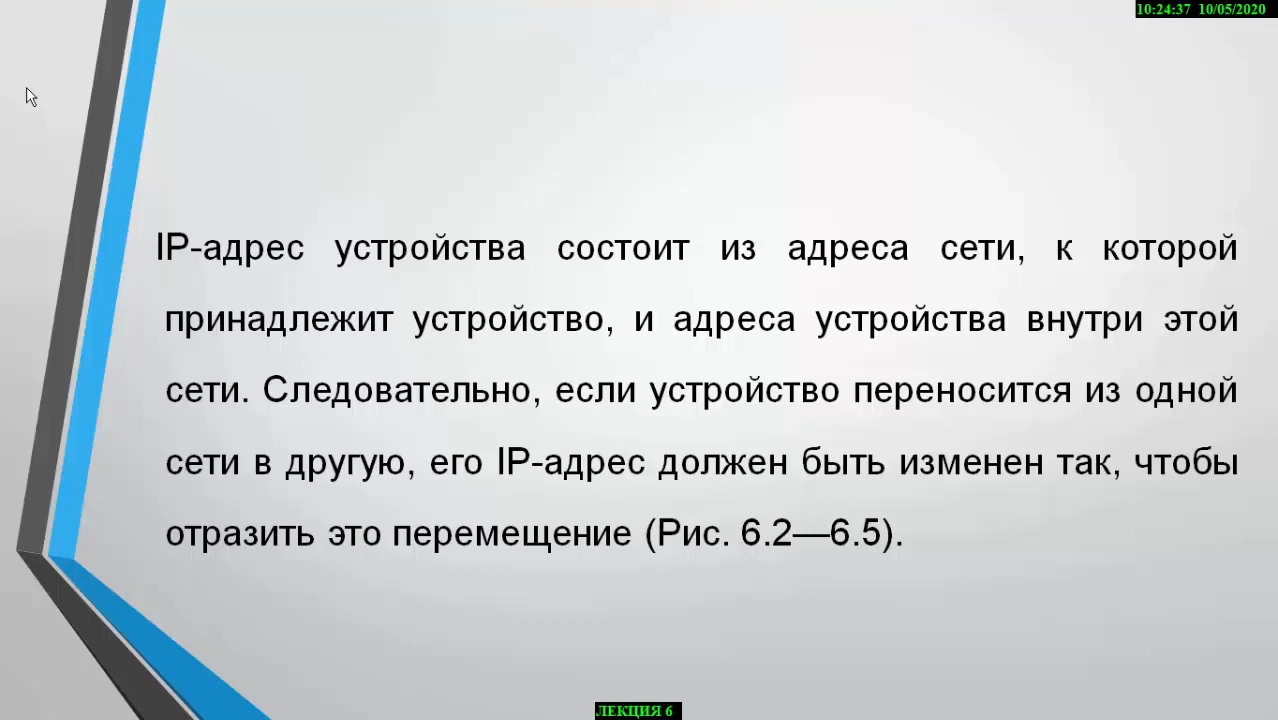 10:24:37 10/05/2020
IP-адрес устройства состоит из адреса сети, к которой
принадлежит устройство, и адреса устройства внутри этой
сети. Следовательно, если устройство переносится из одной
сети в другую, его IP-адрес должен быть изменен так, чтобы
отразить это перемещение (Рис. 6.2—6.5).
ЛЕКЦИЯ 6